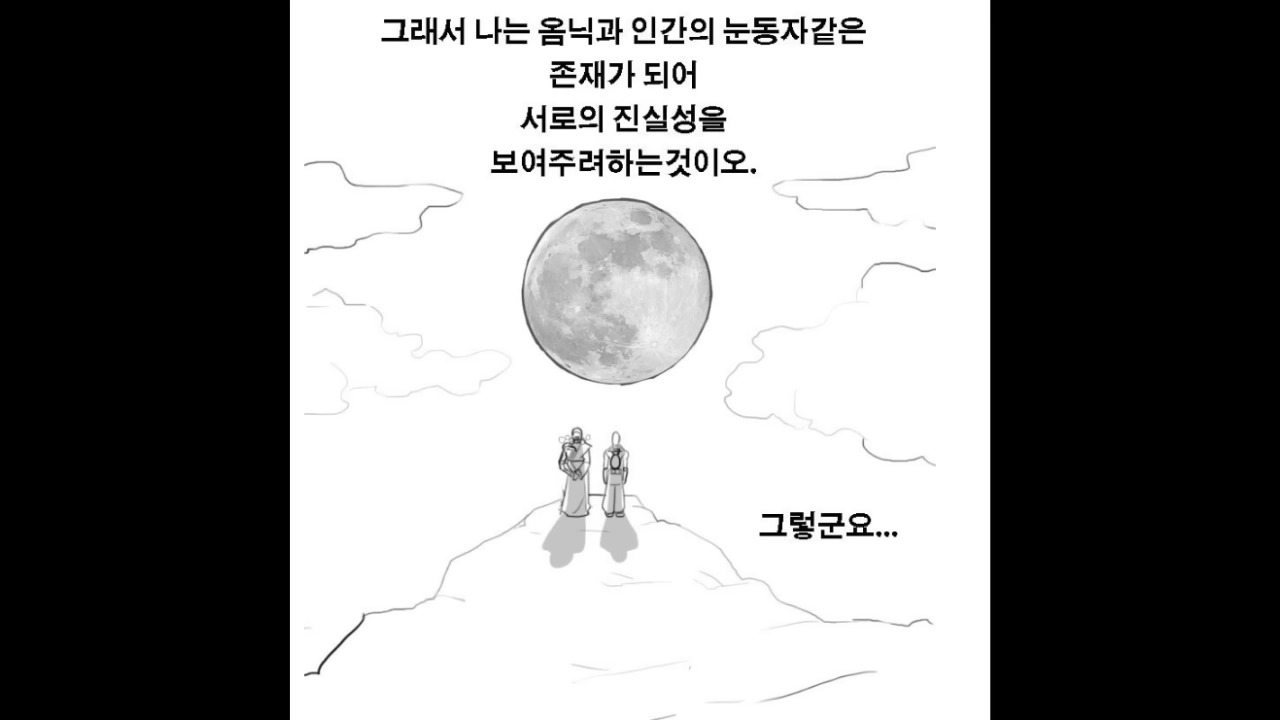 그래서 나는 옴닉과 인간의 눈동자같은
존재가 되어
서로의 진실성을
보여주려하는것이오.
그렇군요...